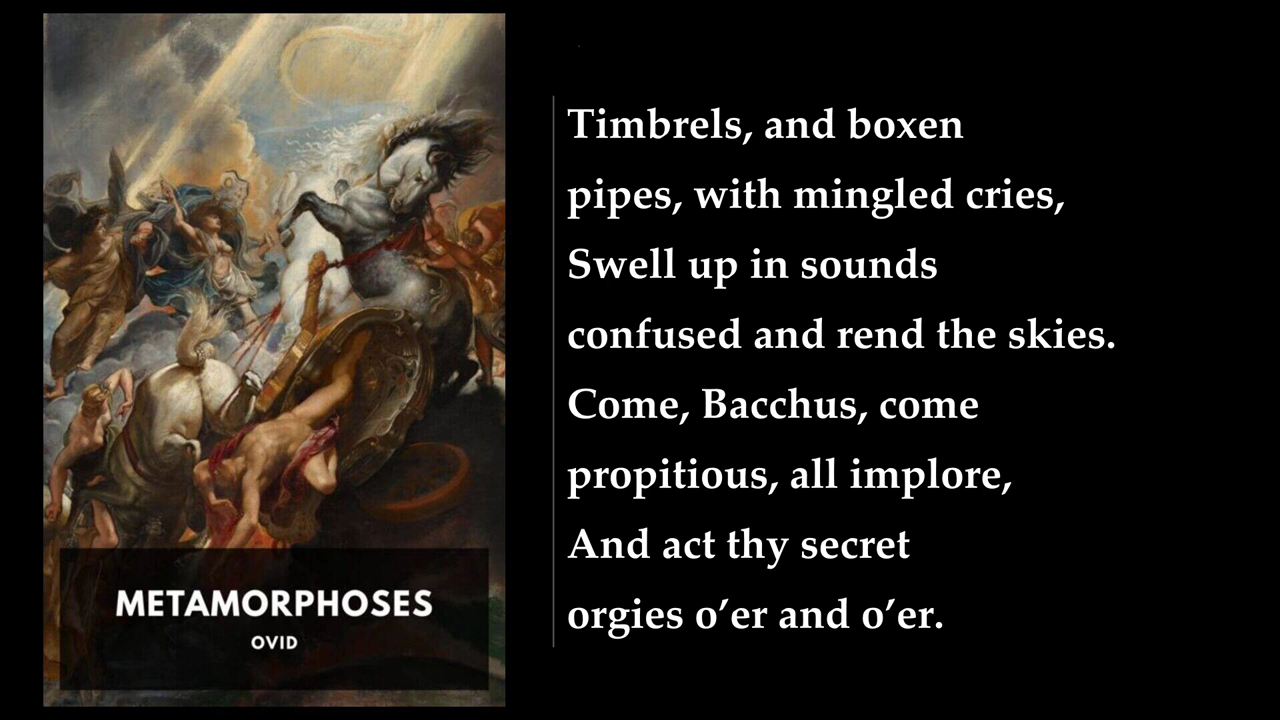 METAMORPHOSES
OVID
Timbrels, and boxen
pipes, with mingled cries,
Swell up in sounds
confused and rend the skies.
Come, Bacchus, come
propitious, all implore,
And act thy secret
orgies o’er and o’er.